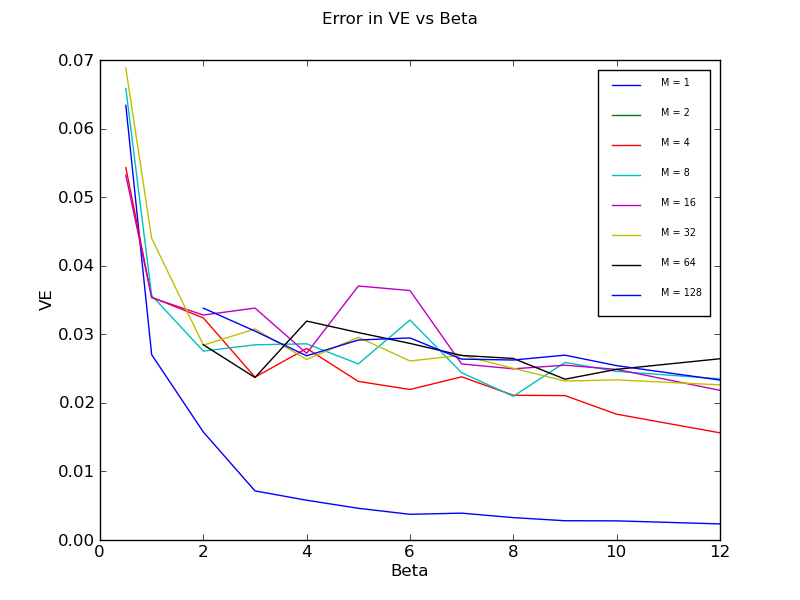 Error in VE vs Beta
0.07
0.06
0.05
0.04
0.03
0.02
0.01
0.00
VE
0
2
4
6
8
10
12
Beta
M = 1
M = 2
M = 4
M = 8
M = 16
M = 32
M = 64
M = 128